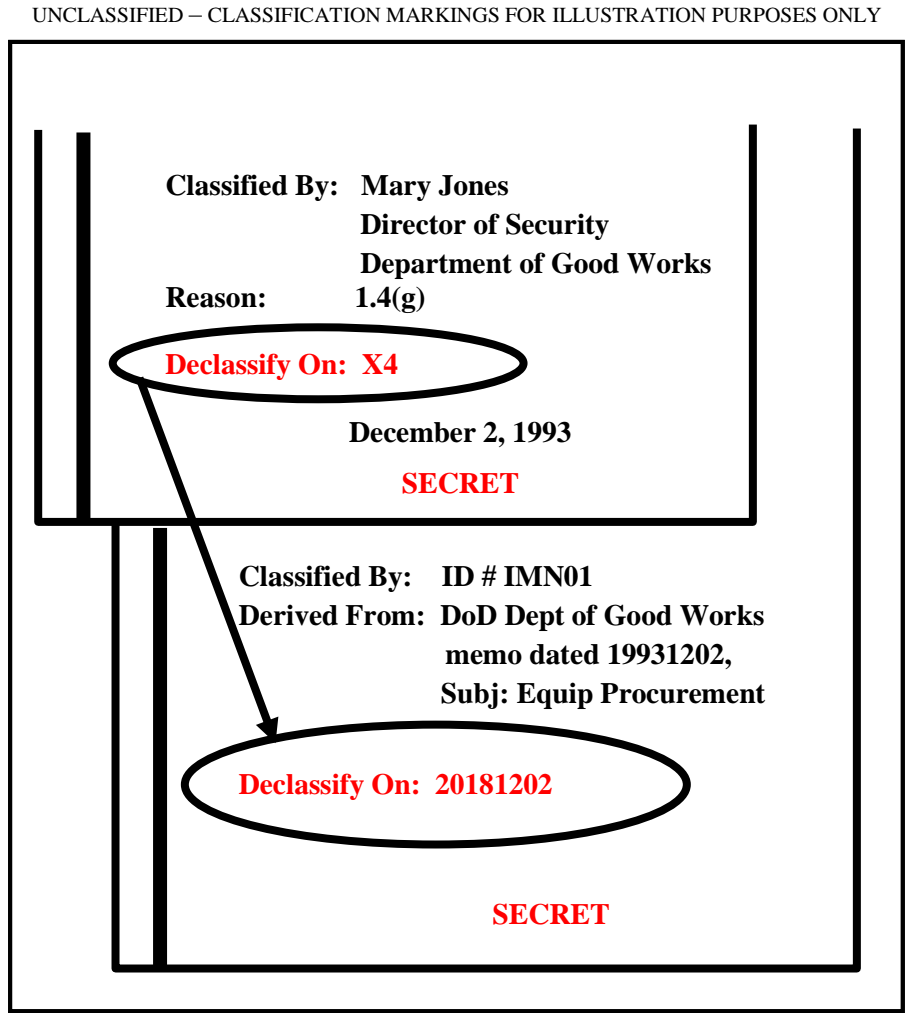 UNCLASSIFIED – CLASSIFICATION MARKINGS FOR ILLUSTRATION PURPOSES ONLY
Classified By: Mary Jones
Director of Security
Department of Good Works
Reason: 1.4(g)
Declassify On: X4
December 2, 1993
SECRET
Classified By: ID # IMN01
Derived From: DoD Dept of Good Works
memo dated 19931202,
Subj: Equip Procurement
Declassify On: 20181202
SECRET